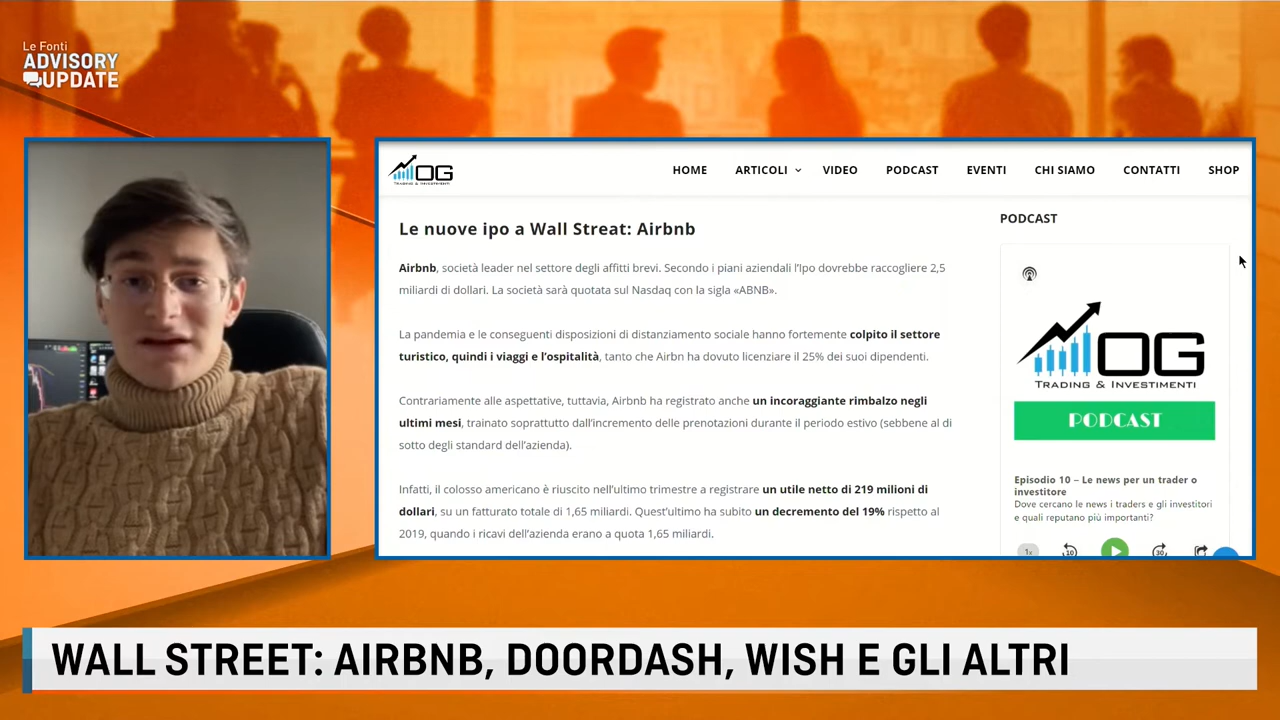 Le Fonti
ADVISORY
UPDATE
OG
TRADING & INVESTIMENTI
HOME ARTICOLI VIDEO PODCAST EVENTI CHI SIAMO CONTATTI SHOP
Le nuove ipo a Wall Streat: Airbnb
Airbnb, società leader nel settore degli affitti brevi. Secondo i piani aziendali l'Ipo dovrebbe raccogliere 2,5
miliardi di dollari. La società sarà quotata sul Nasdaq con la sigla «ABNB».
La pandemia e le conseguenti disposizioni di distanziamento sociale hanno fortemente colpito il settore
turistico, quindi i viaggi e l'ospitalità, tanto che Airbn ha dovuto licenziare il 25% dei suoi dipendenti.
Contrariamente alle aspettative, tuttavia, Airbnb ha registrato anche un incoraggiante rimbalzo negli
ultimi mesi, trainato soprattutto dall'incremento delle prenotazioni durante il periodo estivo (sebbene al di
sotto degli standard dell'azienda).
Infatti, il colosso americano è riuscito nell'ultimo trimestre a registrare un utile netto di 219 milioni di
dollari, su un fatturato totale di 1,65 miliardi. Quest'ultimo ha subito un decremento del 19% rispetto al
2019, quando i ricavi dell'azienda erano a quota 1,65 miliardi.
PODCAST
OG
TRADING & INVESTIMENTI
PODCAST
Episodio 10 – Le news per un trader o
investitore
Dove cercano le news i traders e gli investitori
e quali reputano più importanti?
1x 10 30
WALL STREET: AIRBNB, DOORDASH, WISH E GLI ALTRI